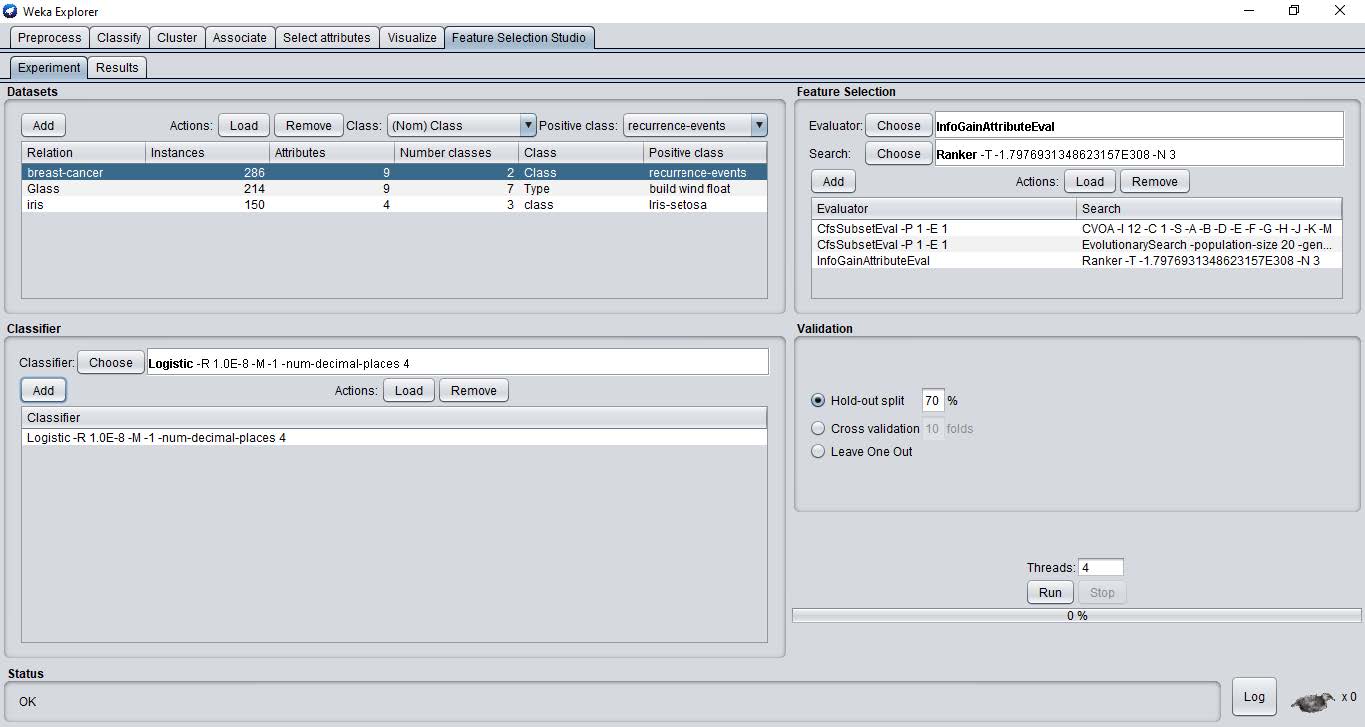 Weka Explorer
Preprocess Classify Cluster Associate Select attributes Visualize Feature Selection Studio
Experiment Results
Datasets
Add Actions: Load Remove Class: (Nom) Class Positive class: recurrence-events
Relation Instances Attributes Number classes Class Positive class
breast-cancer 286 9 2 Class recurrence-events
Glass 214 9 7 Type build wind float
iris 150 4 3 class Iris-setosa
Feature Selection
Evaluator: Choose InfoGainAttributeEval
Search: Choose Ranker -T -1.7976931348623157E308 -N 3
Add Actions: Load Remove
Evaluator Search
CfsSubsetEval -P 1 -E 1 CVOA -I 12 -C 1 -S -A -B -D -E -F -G -H -J -K -M
CfsSubsetEval -P 1 -E 1 EvolutionarySearch -population-size 20 -gen...
InfoGainAttributeEval Ranker -T -1.7976931348623157E308 -N 3
Classifier
Classifier: Choose Logistic -R 1.0E-8 -M -1 -num-decimal-places 4
Add Actions: Load Remove
Classifier
Logistic -R 1.0E-8 -M -1 -num-decimal-places 4
Validation
Hold-out split 70 %
Cross validation 10 folds
Leave One Out
Threads: 4
Run Stop
0 %
Status
OK
Log x 0